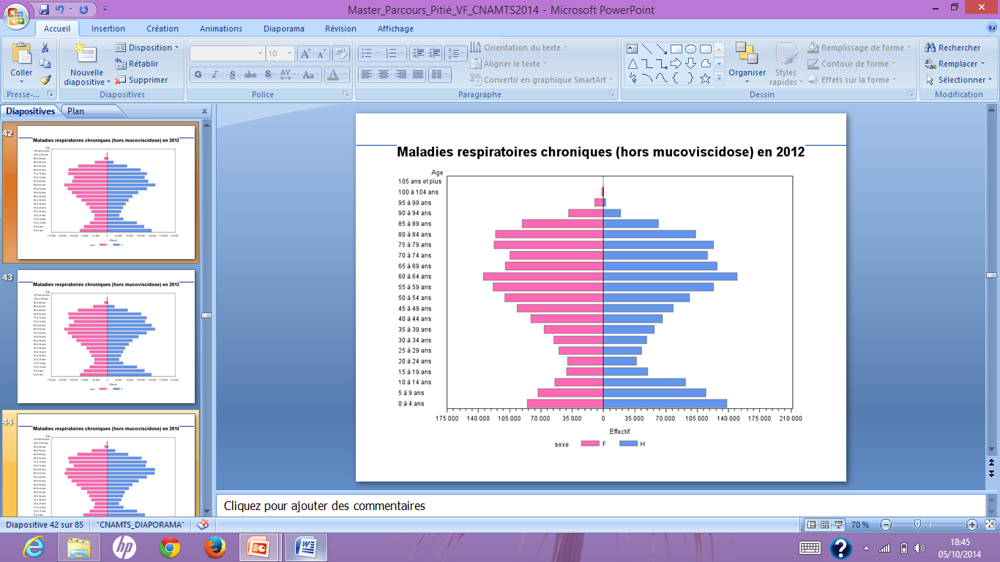 Master_Parcours_Pitié_VF_CNAMTS2014 - Microsoft PowerPoint
Accueil Insertion Création Animations Diaporama Révision Affichage
Coller
Presse-...
Nouvelle diapositive
Disposition
Rétablir
Supprimer
Diapositives
10
G I S abc S AV Aa A
Police
Orientation du texte
Aligner le texte
Convertir en graphique SmartArt
Paragraphe
Organiser
Styles rapides
Remplissage de forme
Contour de forme
Effets sur la forme
Dessin
Rechercher
Remplacer
Sélectionner
Modification
Diapositives Plan x
42
Maladies respiratoires chroniques (hors mucoviscidose) en 2012
43
Maladies respiratoires chroniques (hors mucoviscidose) en 2013
44
Maladies respiratoires chroniques (hors mucoviscidose) en 2014
Maladies respiratoires chroniques (hors mucoviscidose) en 2012
Age
105 ans et plus
100 à 104 ans
95 à 99 ans
90 à 94 ans
85 à 89 ans
80 à 84 ans
75 à 79 ans
70 à 74 ans
65 à 69 ans
60 à 64 ans
55 à 59 ans
50 à 54 ans
45 à 49 ans
40 à 44 ans
35 à 39 ans
30 à 34 ans
25 à 29 ans
20 à 24 ans
15 à 19 ans
10 à 14 ans
5 à 9 ans
0 à 4 ans
175 000 140 000 105 000 70 000 35 000 0 35 000 70 000 105 000 140 000 175 000 210 000
Effectif
sexe F H
Cliquez pour ajouter des commentaires
Diapositive 42 sur 85 "CNAMTS_DIAPORAMA" 70 %
18:45
05/10/2014